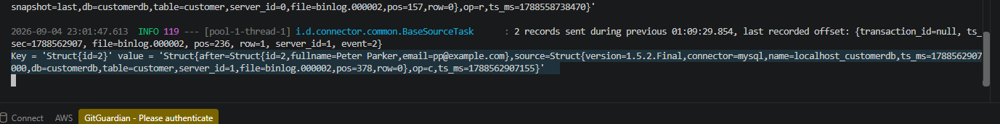 snapshot=last,db=customerdb,table=customer,server_id=0,file=binlog.000002,pos=157,row=0},op=r,ts_ms=1788558738470}'
2026-09-04 23:01:47.613  INFO 119 --- [pool-1-thread-1] i.d.connector.common.BaseSourceTask      : 2 records sent during previous 01:09:29.854, last recorded offset: {transaction_id=null, ts_
sec=1788562907, file=binlog.000002, pos=236, row=1, server_id=1, event=2}
Key = 'Struct{id=2}' value = 'Struct{after=Struct{id=2,fullname=Peter Parker,email=pp@example.com},source=Struct{version=1.5.2.Final,connector=mysql,name=localhost_customerdb,ts_ms=1788562907
000,db=customerdb,table=customer,server_id=1,file=binlog.000002,pos=378,row=0},op=c,ts_ms=1788562907155}'
Connect AWS GitGuardian - Please authenticate